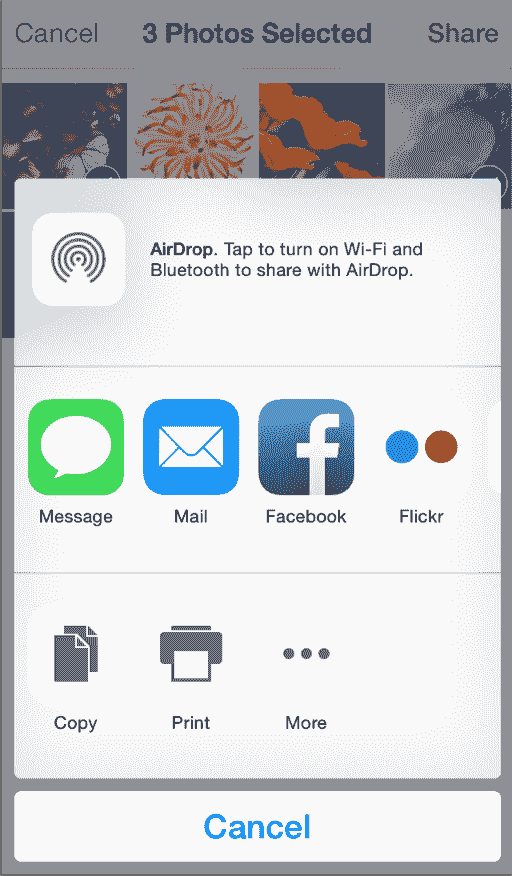 Cancel 3 Photos Selected Share
AirDrop. Tap to turn on Wi-Fi and
Bluetooth to share with AirDrop.
Message Mail Facebook Flickr
Copy Print More
Cancel